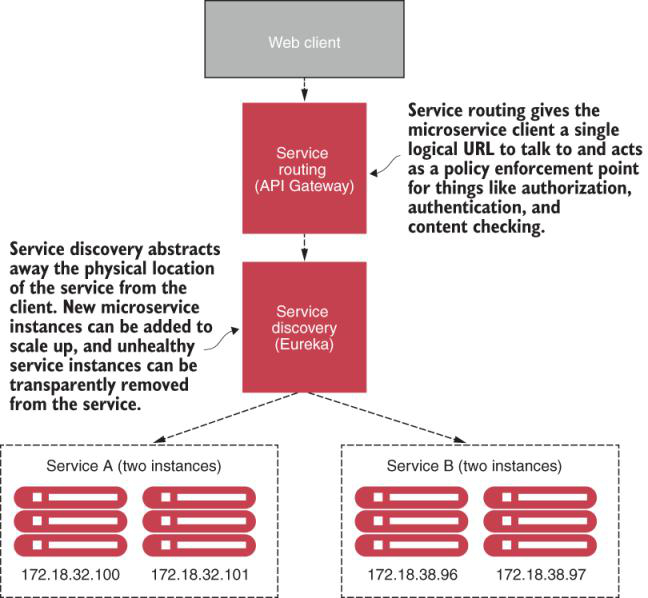 Web client
Service
routing
(API Gateway)
Service routing gives the
microservice client a single
logical URL to talk to and acts
as a policy enforcement point
for things like authorization,
authentication, and
content checking.
Service discovery abstracts
away the physical location
of the service from the
client. New microservice
instances can be added to
scale up, and unhealthy
service instances can be
transparently removed
from the service.
Service
discovery
(Eureka)
Service A (two instances)
172.18.32.100
172.18.32.101
Service B (two instances)
172.18.38.96
172.18.38.97